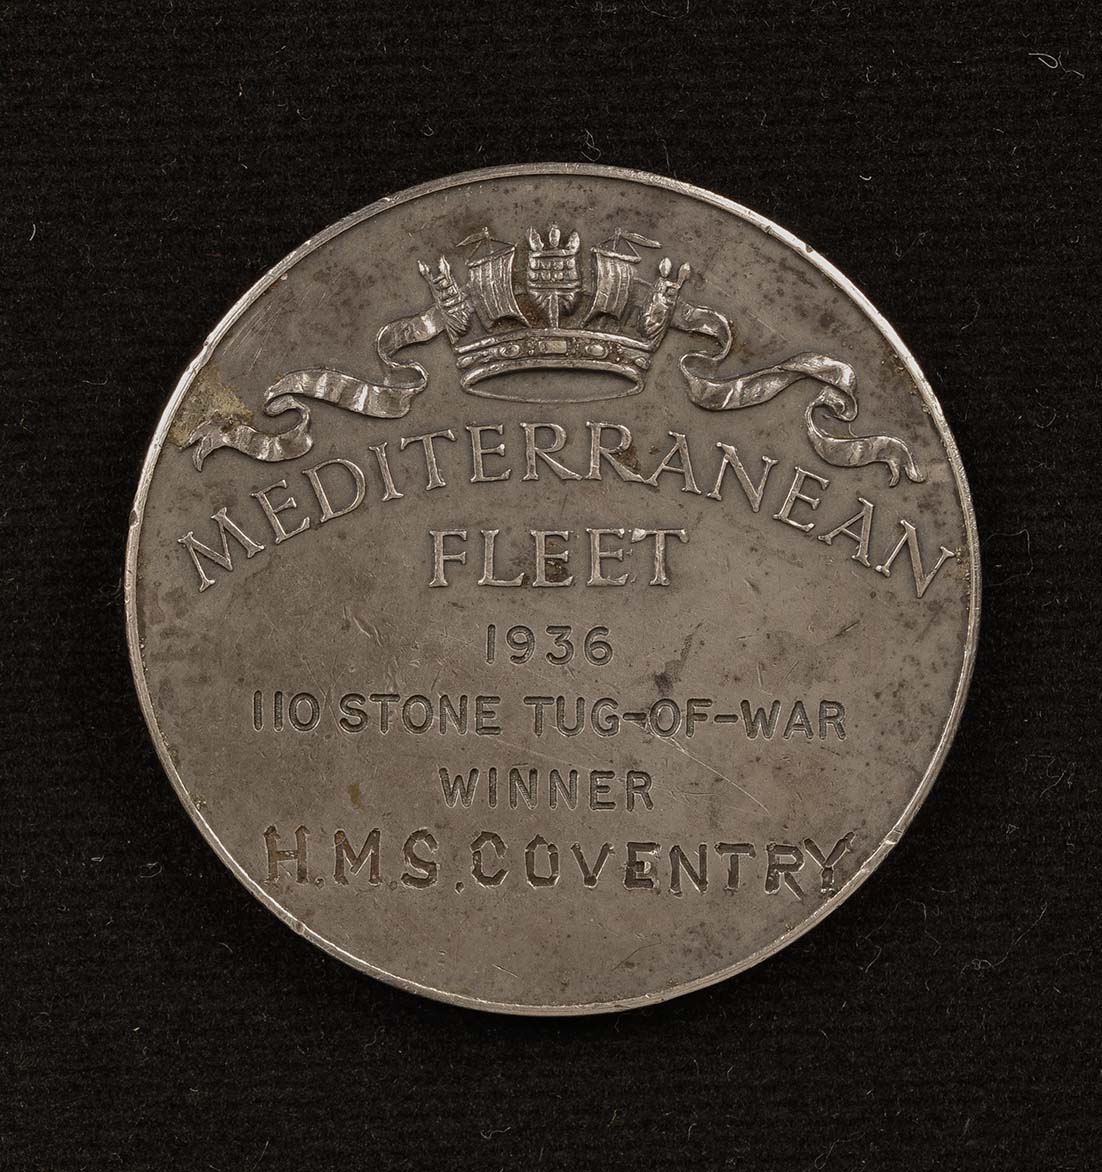 MEDITERRANEAN
FLEET
1936
110 STONE TUG-OF-WAR
WINNER
H.M.S. COVENTRY